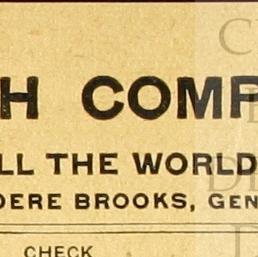 H COMP
LL THE WORLD
DERE BROOKS, GEN
CHECK